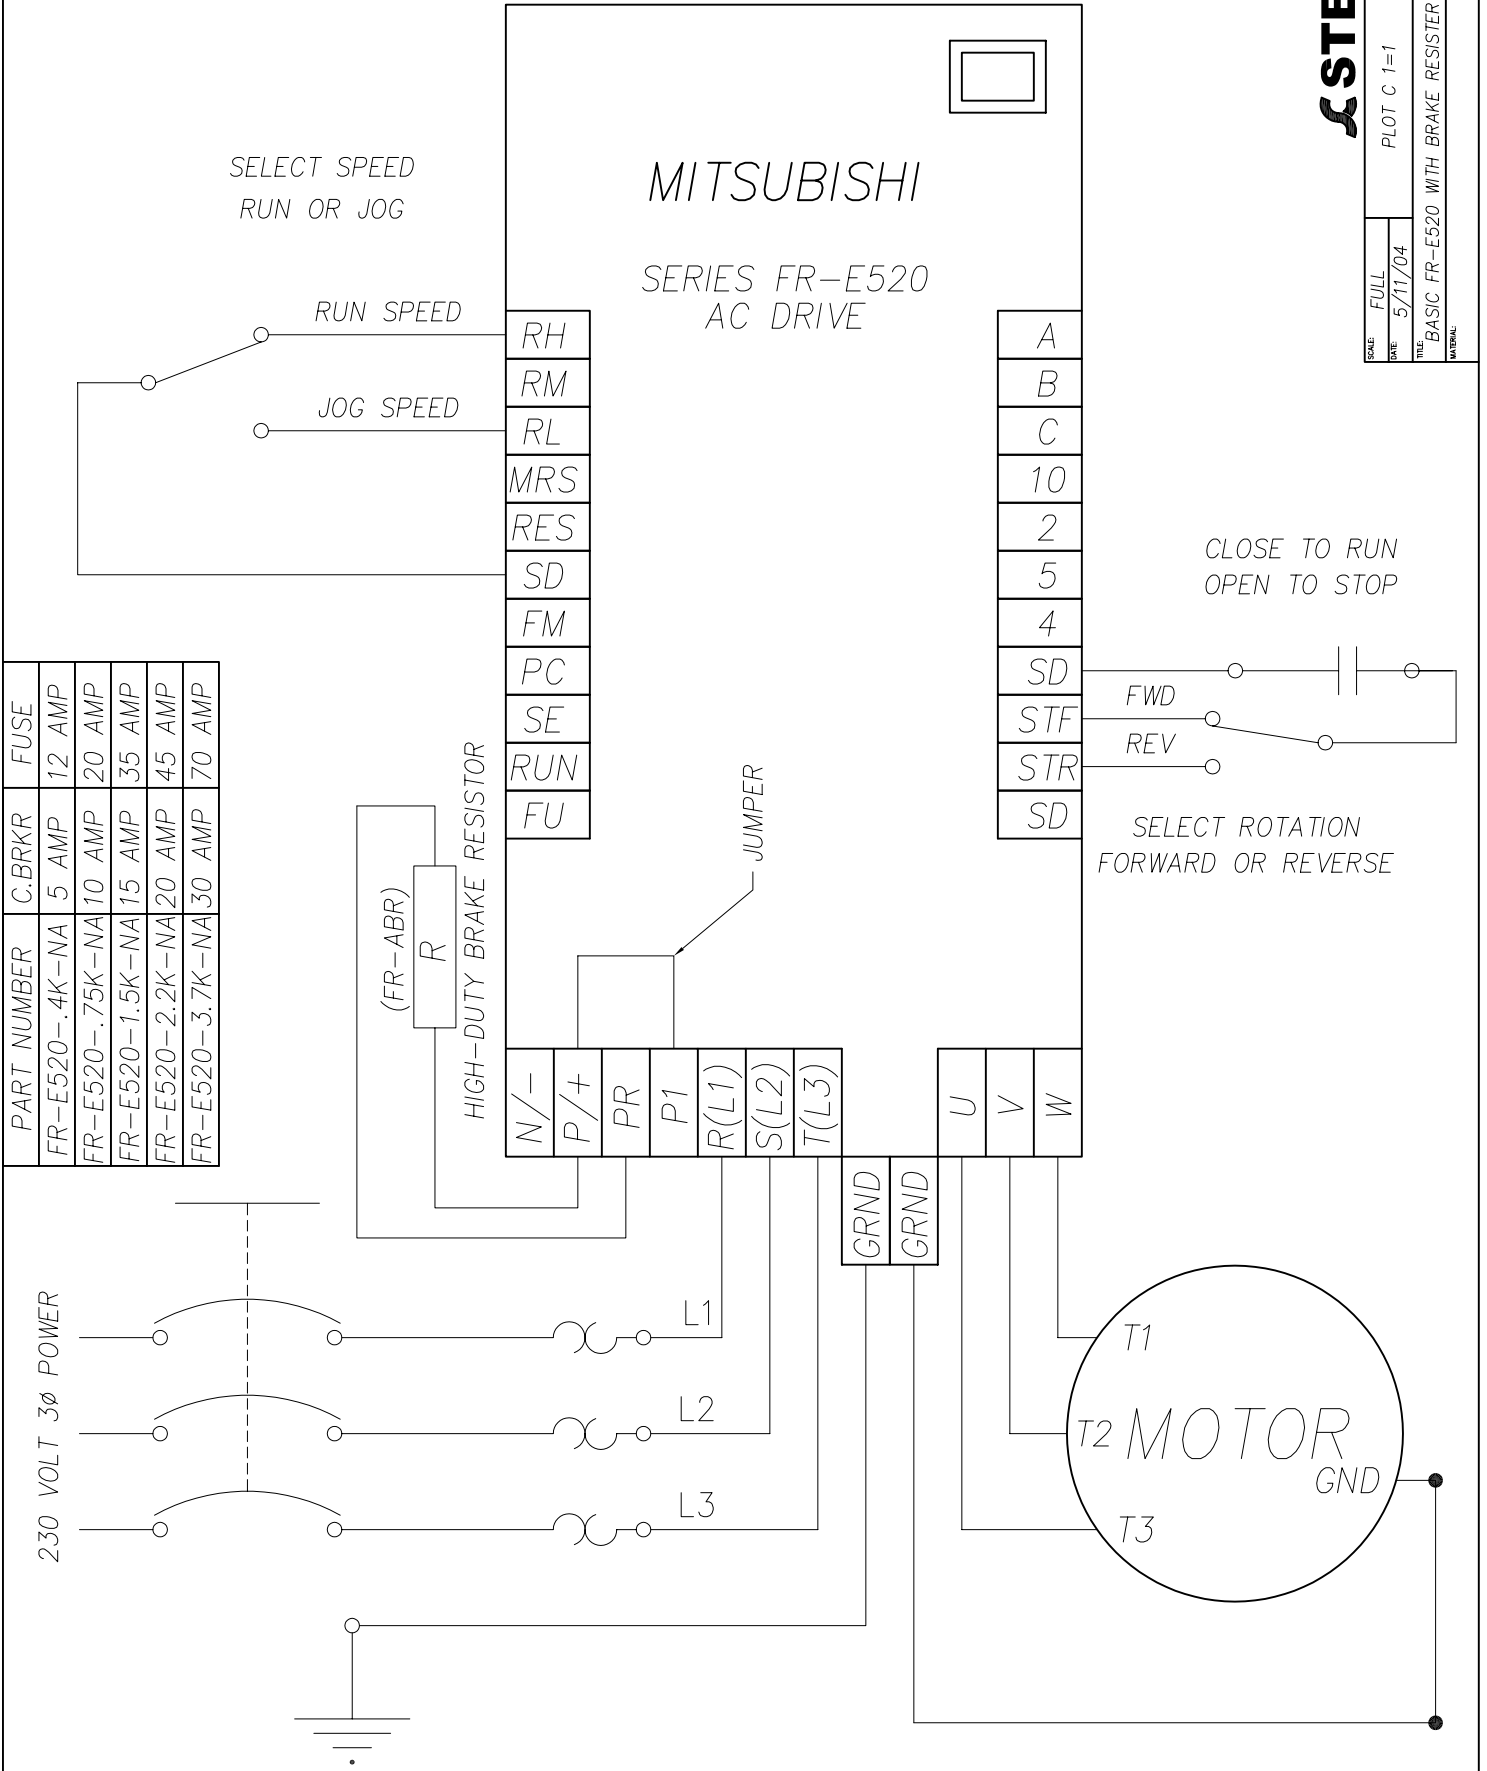 STE
PLOT C 1=1
SCALE: FULL
DATE: 5/11/04
TITLE: BASIC FR-E520 WITH BRAKE RESISTER
MATERIAL:
MITSUBISHI
SERIES FR-E520
AC DRIVE
SELECT SPEED
RUN OR JOG
RUN SPEED
JOG SPEED
RH
RM
RL
MRS
RES
SD
FM
PC
SE
RUN
FU
A
B
C
10
2
5
4
SD
STF
STR
SD
CLOSE TO RUN
OPEN TO STOP
FWD
REV
SELECT ROTATION
FORWARD OR REVERSE
PART NUMBER C.BRKR FUSE
FR-E520-.4K-NA 5 AMP 12 AMP
FR-E520-.75K-NA 10 AMP 20 AMP
FR-E520-1.5K-NA 15 AMP 35 AMP
FR-E520-2.2K-NA 20 AMP 45 AMP
FR-E520-3.7K-NA 30 AMP 70 AMP
(FR-ABR)
R
HIGH-DUTY BRAKE RESISTOR
JUMPER
N/-
P/+
PR
P1
R(L1)
S(L2)
T(L3)
GRND
GRND
U
V
W
230 VOLT 3Ø POWER
L1
L2
L3
T1
T2
MOTOR
GND
T3